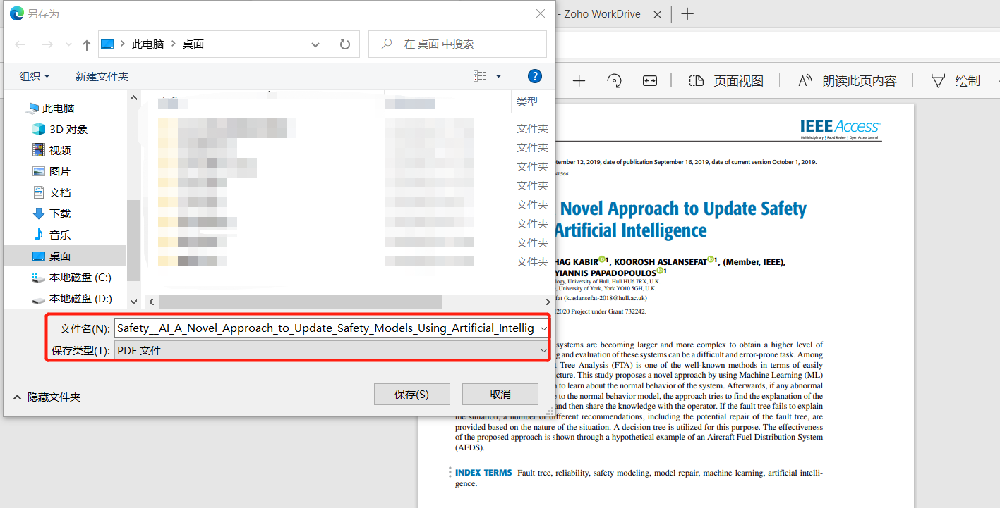 另存为
此电脑 > 桌面
在 桌面 中搜索
组织
新建文件夹
?
此电脑
3D 对象
视频
图片
文档
下载
音乐
桌面
本地磁盘 (C:)
本地磁盘 (D:)
类型
文件夹
文件夹
文件夹
文件夹
文件夹
文件夹
文件夹
文件夹
文件名(N): Safety__AI_A_Novel_Approach_to_Update_Safety_Models_Using_Artificial_Intellig
保存类型(T): PDF 文件
隐藏文件夹
保存(S)
取消
- Zoho WorkDrive
页面视图
朗读此页内容
绘制
IEEE Access
Multidisciplinary | Rapid Review | Open Access Journal
tember 12, 2019, date of publication September 16, 2019, date of current version October 1, 2019.
Novel Approach to Update Safety
Artificial Intelligence
HAG KABIR 1, KOOROSH ASLANSEFAT 1, (Member, IEEE),
YIANNIS PAPADOPOULOS 1
logy, University of Hull, Hull HU6 7RX, U.K.
, University of York, York YO10 5GH, U.K.
fat (k.aslansefat-2018@hull.ac.uk)
2020 Project under Grant 732242.
systems are becoming larger and more complex to obtain a higher level of
g and evaluation of these systems can be a difficult and error-prone task. Among
t Tree Analysis (FTA) is one of the well-known methods in terms of easily
cture. This study proposes a novel approach by using Machine Learning (ML)
n to learn about the normal behavior of the system. Afterwards, if any abnormal
e to the normal behavior model, the approach tries to find the explanation of the
and then share the knowledge with the operator. If the fault tree fails to explain
the situation, a number of different recommendations, including the potential repair of the fault tree, are
provided based on the nature of the situation. A decision tree is utilized for this purpose. The effectiveness
of the proposed approach is shown through a hypothetical example of an Aircraft Fuel Distribution System
(AFDS).
INDEX TERMS Fault tree, reliability, safety modeling, model repair, machine learning, artificial intelli-
gence.